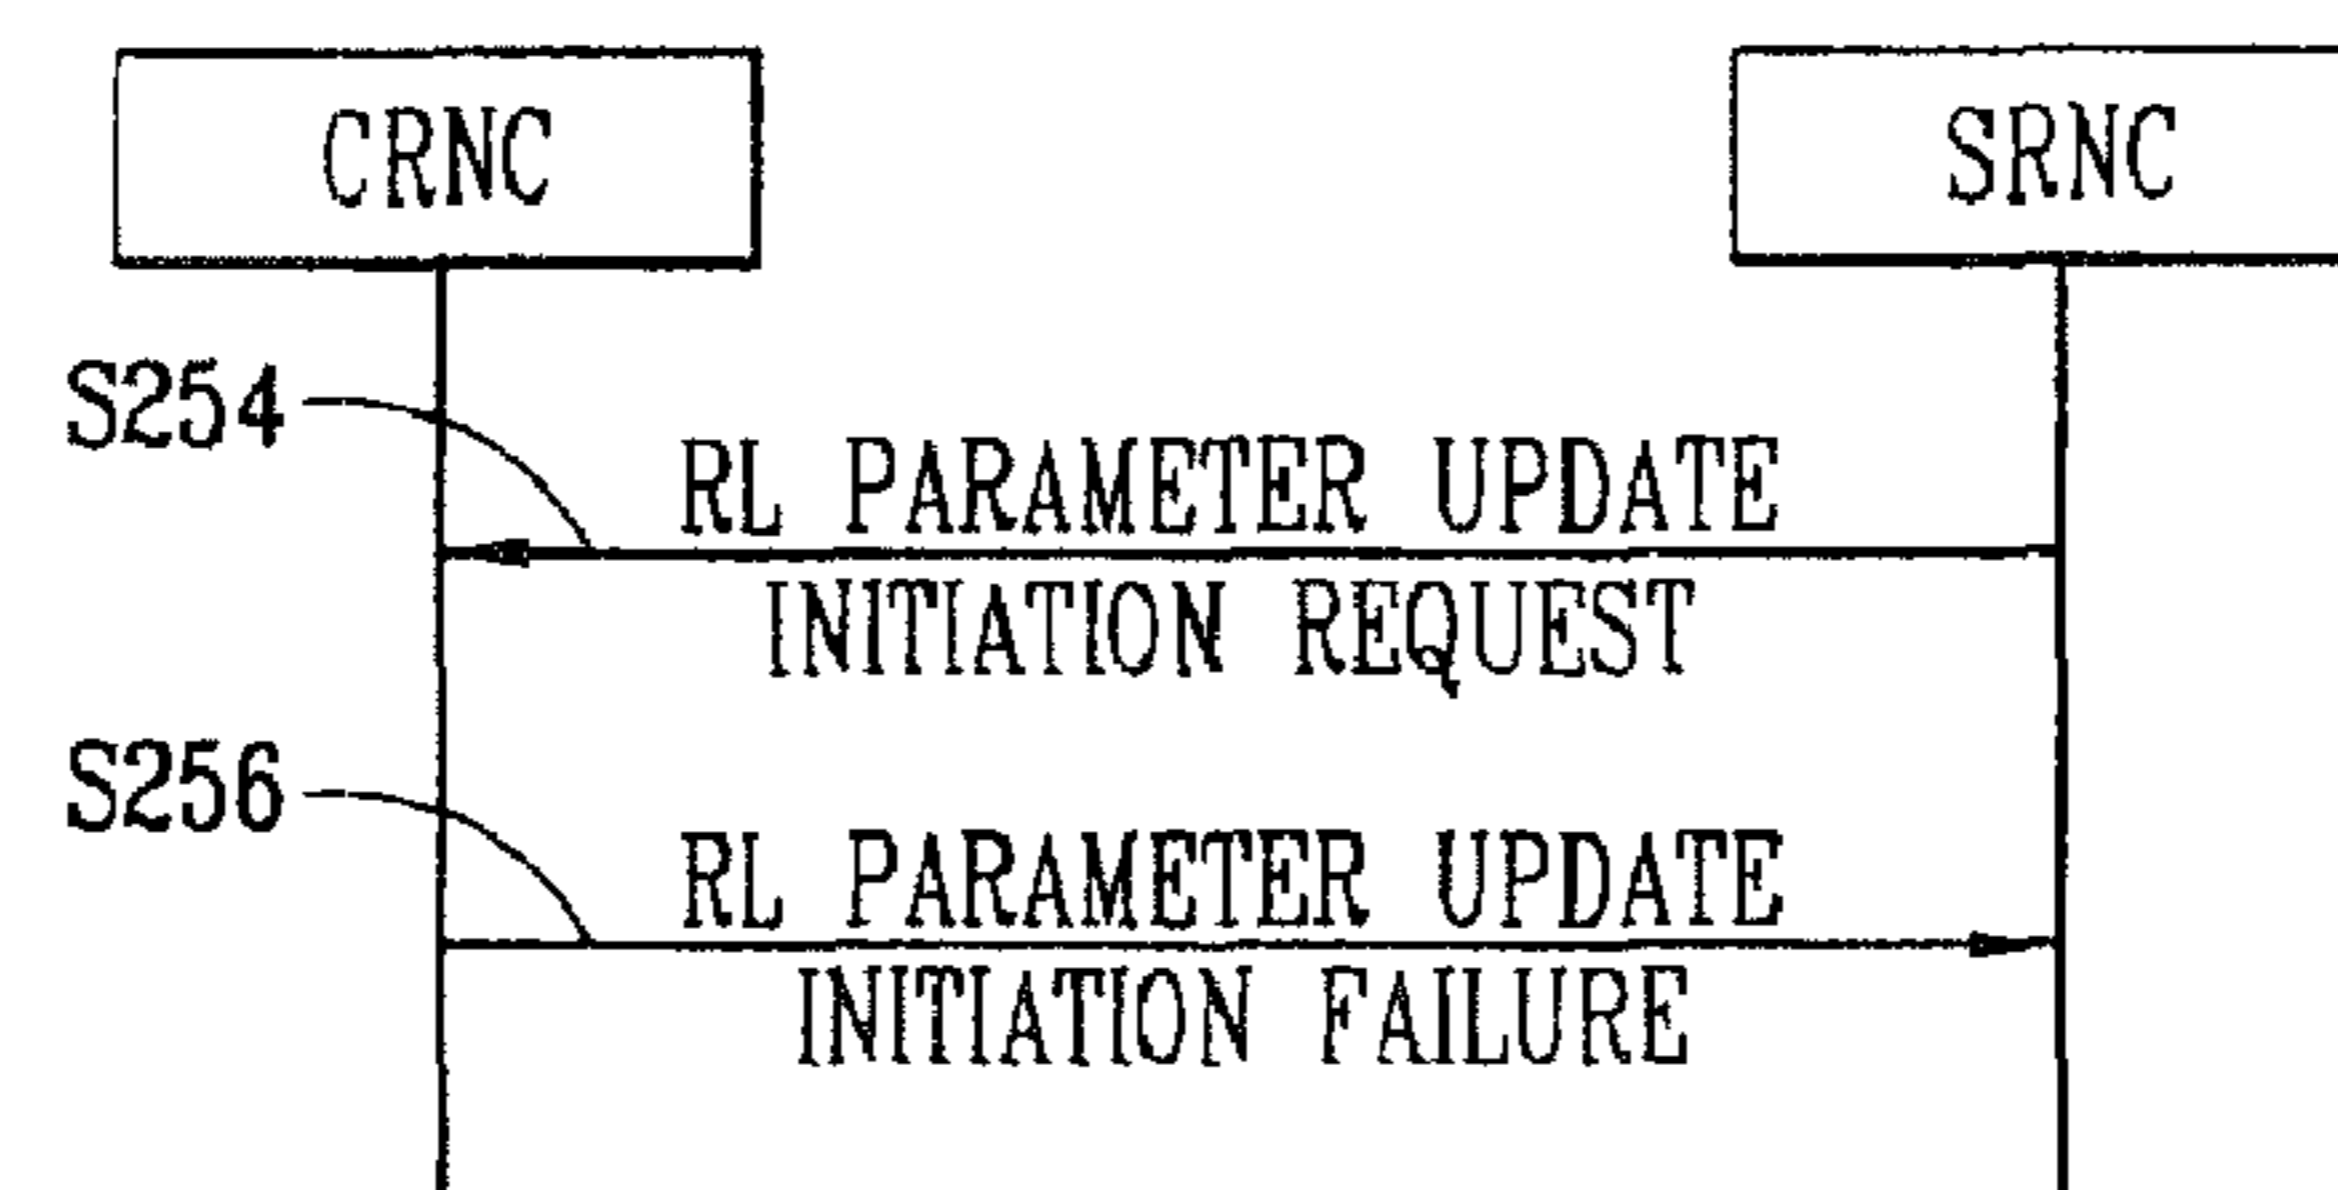 CRNC
SRNC
S254
RL PARAMETER UPDATE
INITIATION REQUEST
S256
RL PARAMETER UPDATE
INITIATION FAILURE